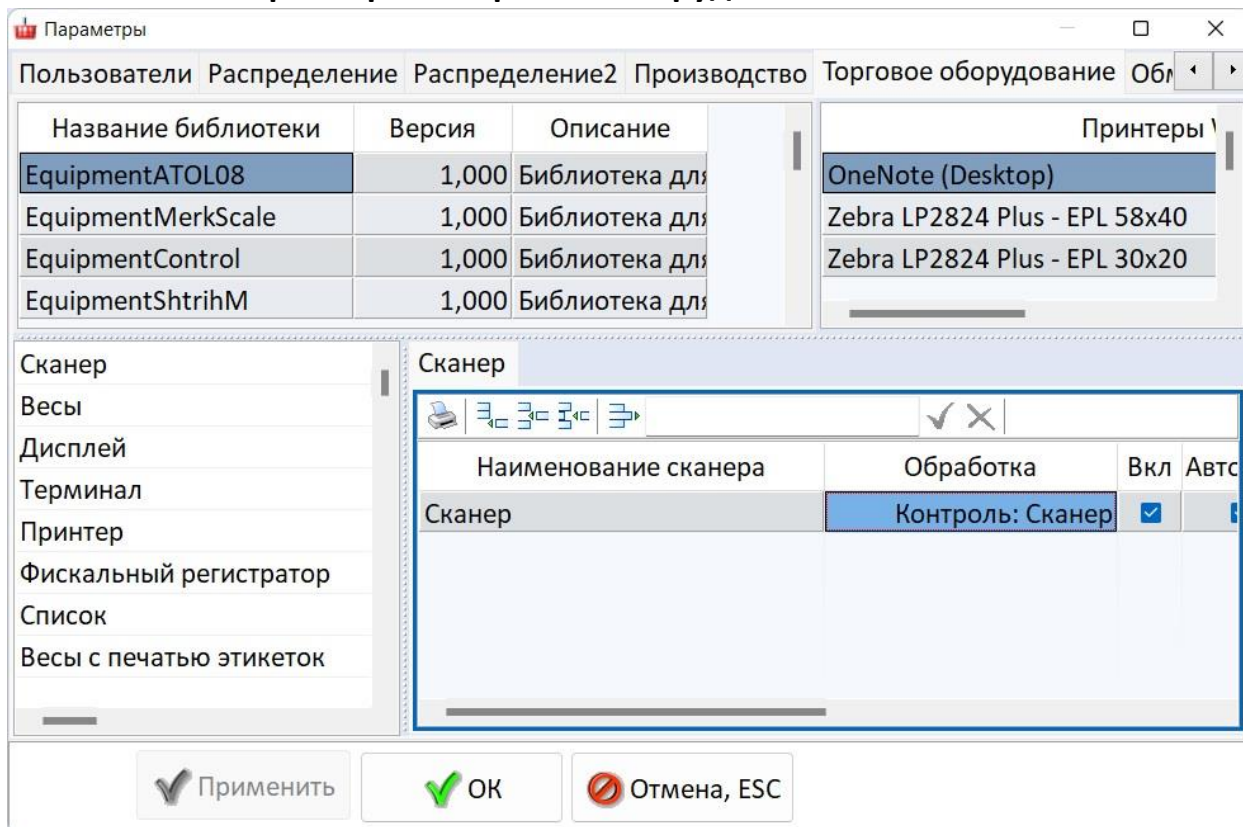 Параметры
Пользователи Распределение Распределение2 Производство Торговое оборудование
Название библиотеки Версия Описание Принтеры
EquipmentATOL08 1,000 Библиотека для OneNote (Desktop)
EquipmentMerkScale 1,000 Библиотека для Zebra LP2824 Plus - EPL 58x40
EquipmentControl 1,000 Библиотека для Zebra LP2824 Plus - EPL 30x20
EquipmentShtrihM 1,000 Библиотека для
Сканер
Весы
Дисплей
Терминал
Принтер
Фискальный регистратор
Список
Весы с печатью этикеток
Сканер
Наименование сканера Обработка Вкл
Сканер Контроль: Сканер
Применить ОК Отмена, ESC